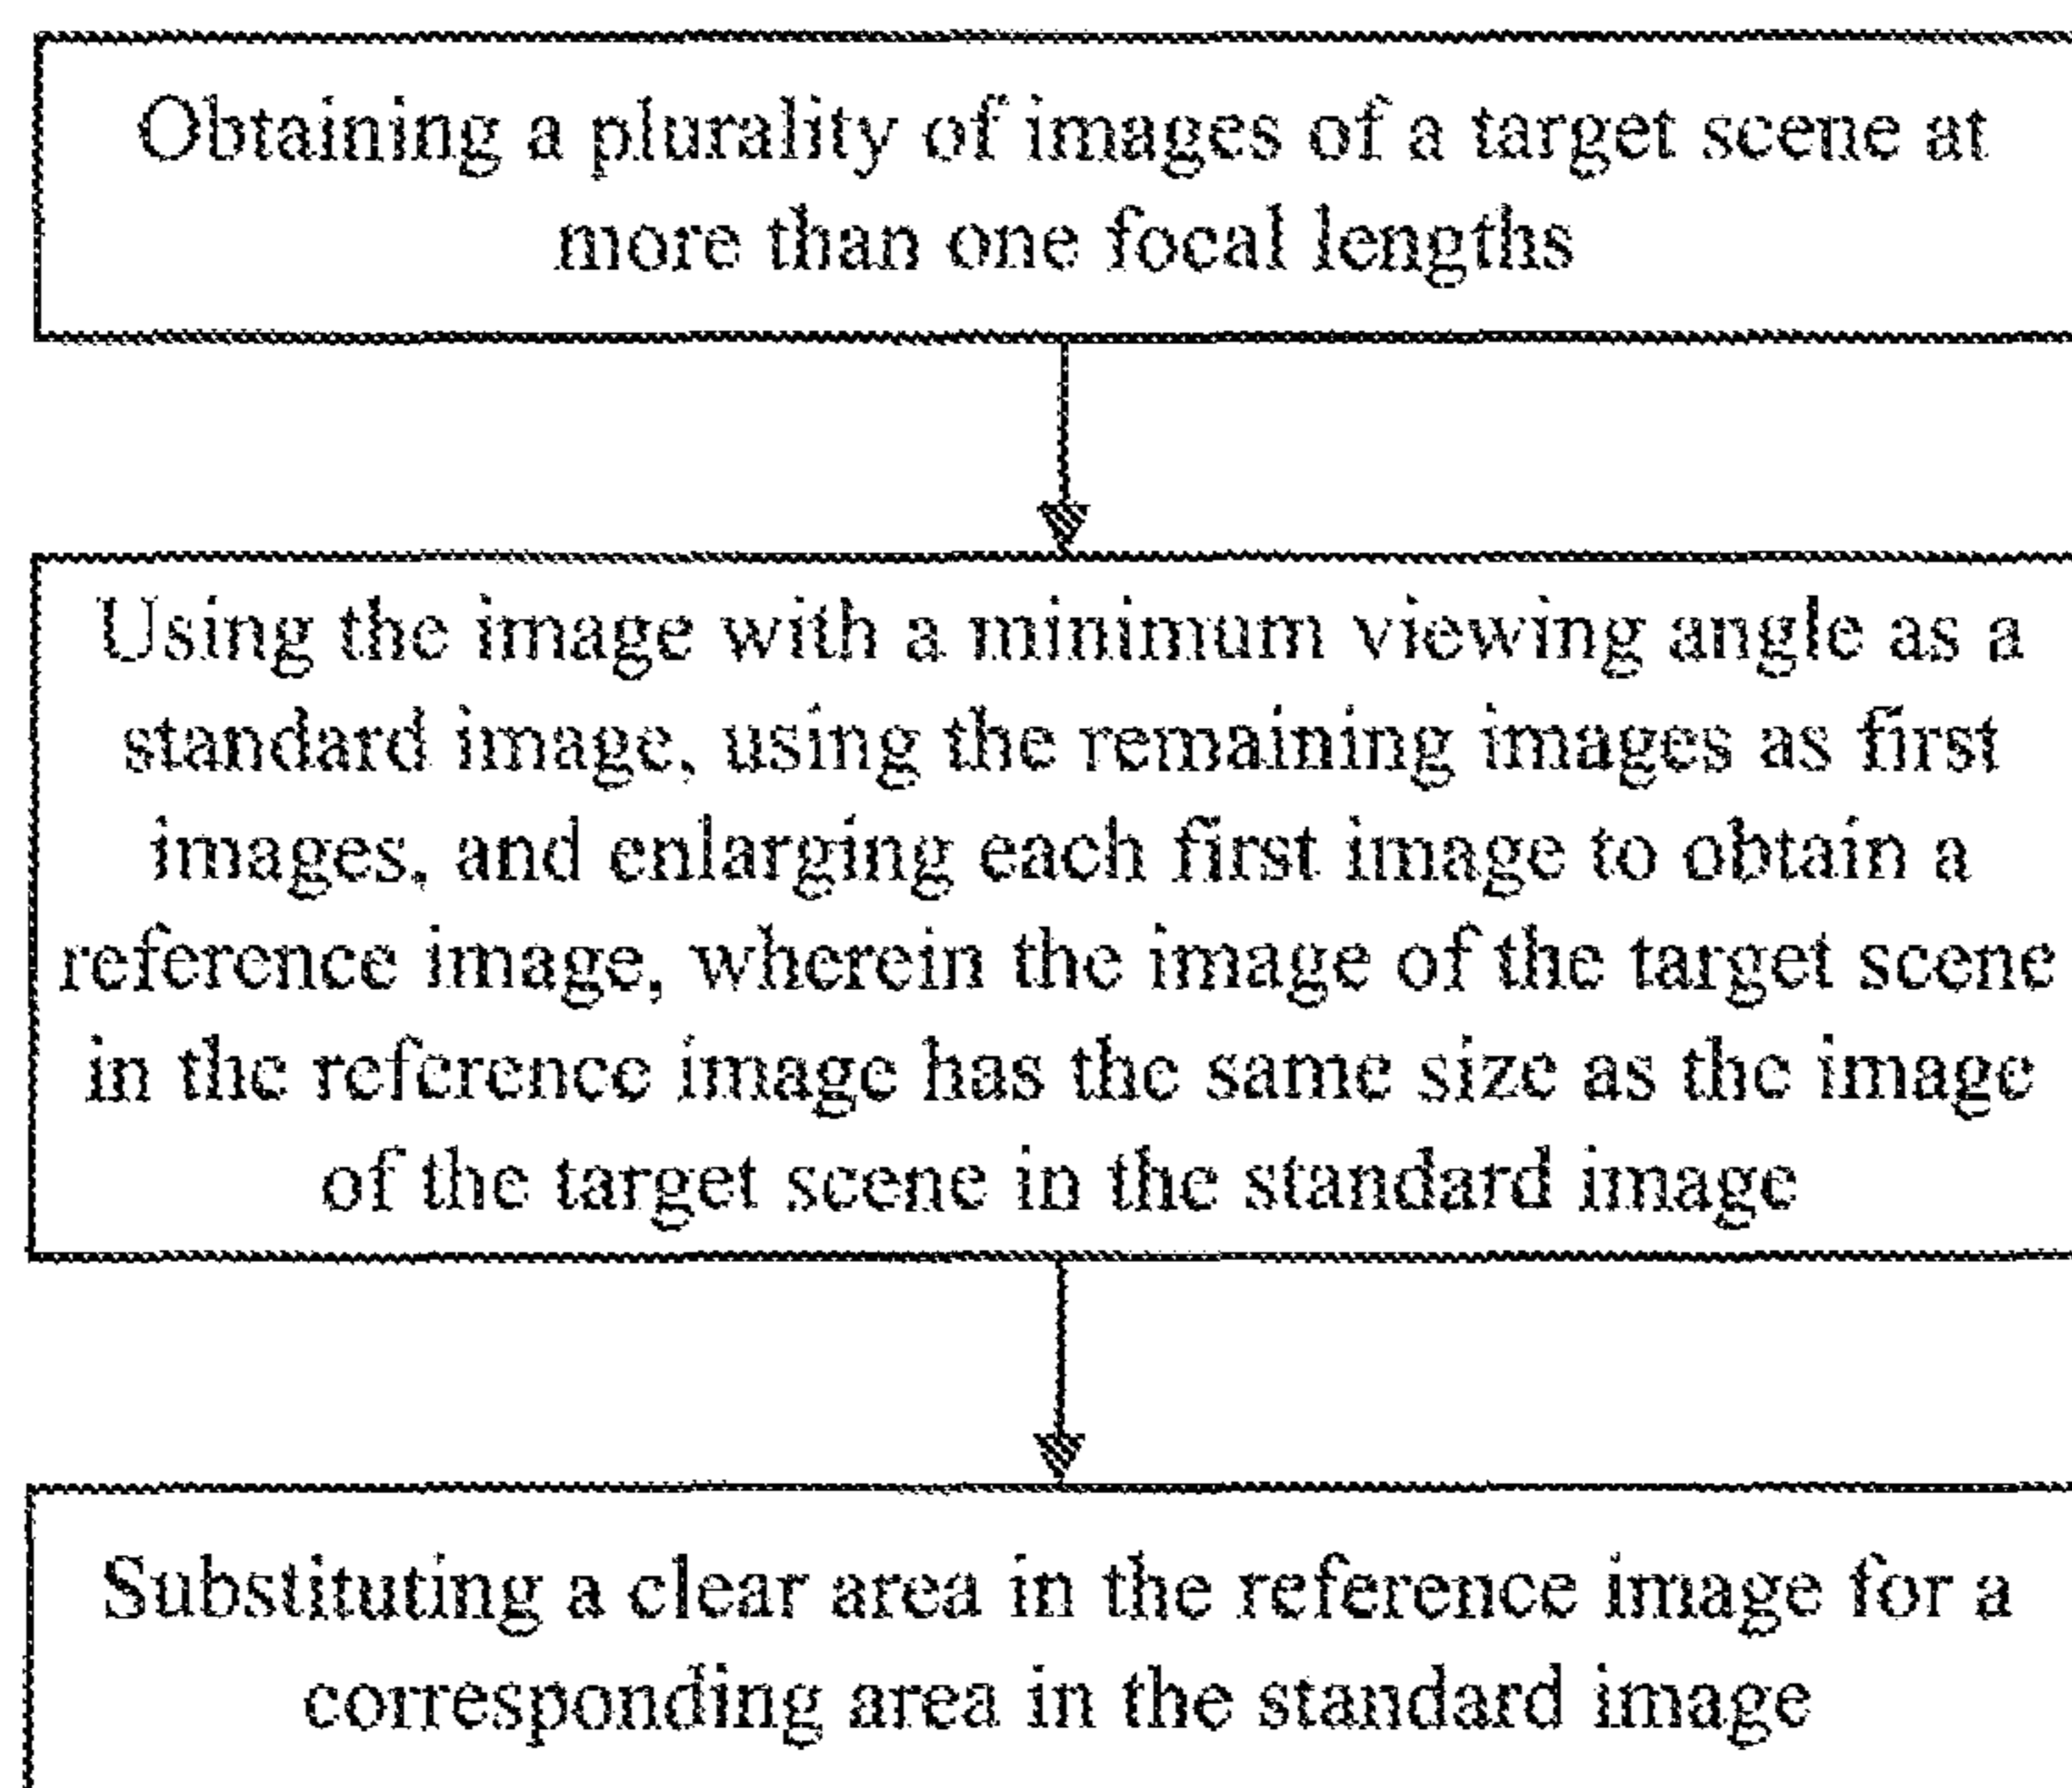 Obtaining a plurality of images of a target scene at
more than one focal lengths
Using the image with a minimum viewing angle as a
standard image, using the remaining images as first
images, and enlarging each first image to obtain a
reference image, wherein the image of the target scene
in the reference image has the same size as the image
of the target scene in the standard image
Substituting a clear area in the reference image for a
corresponding area in the standard image